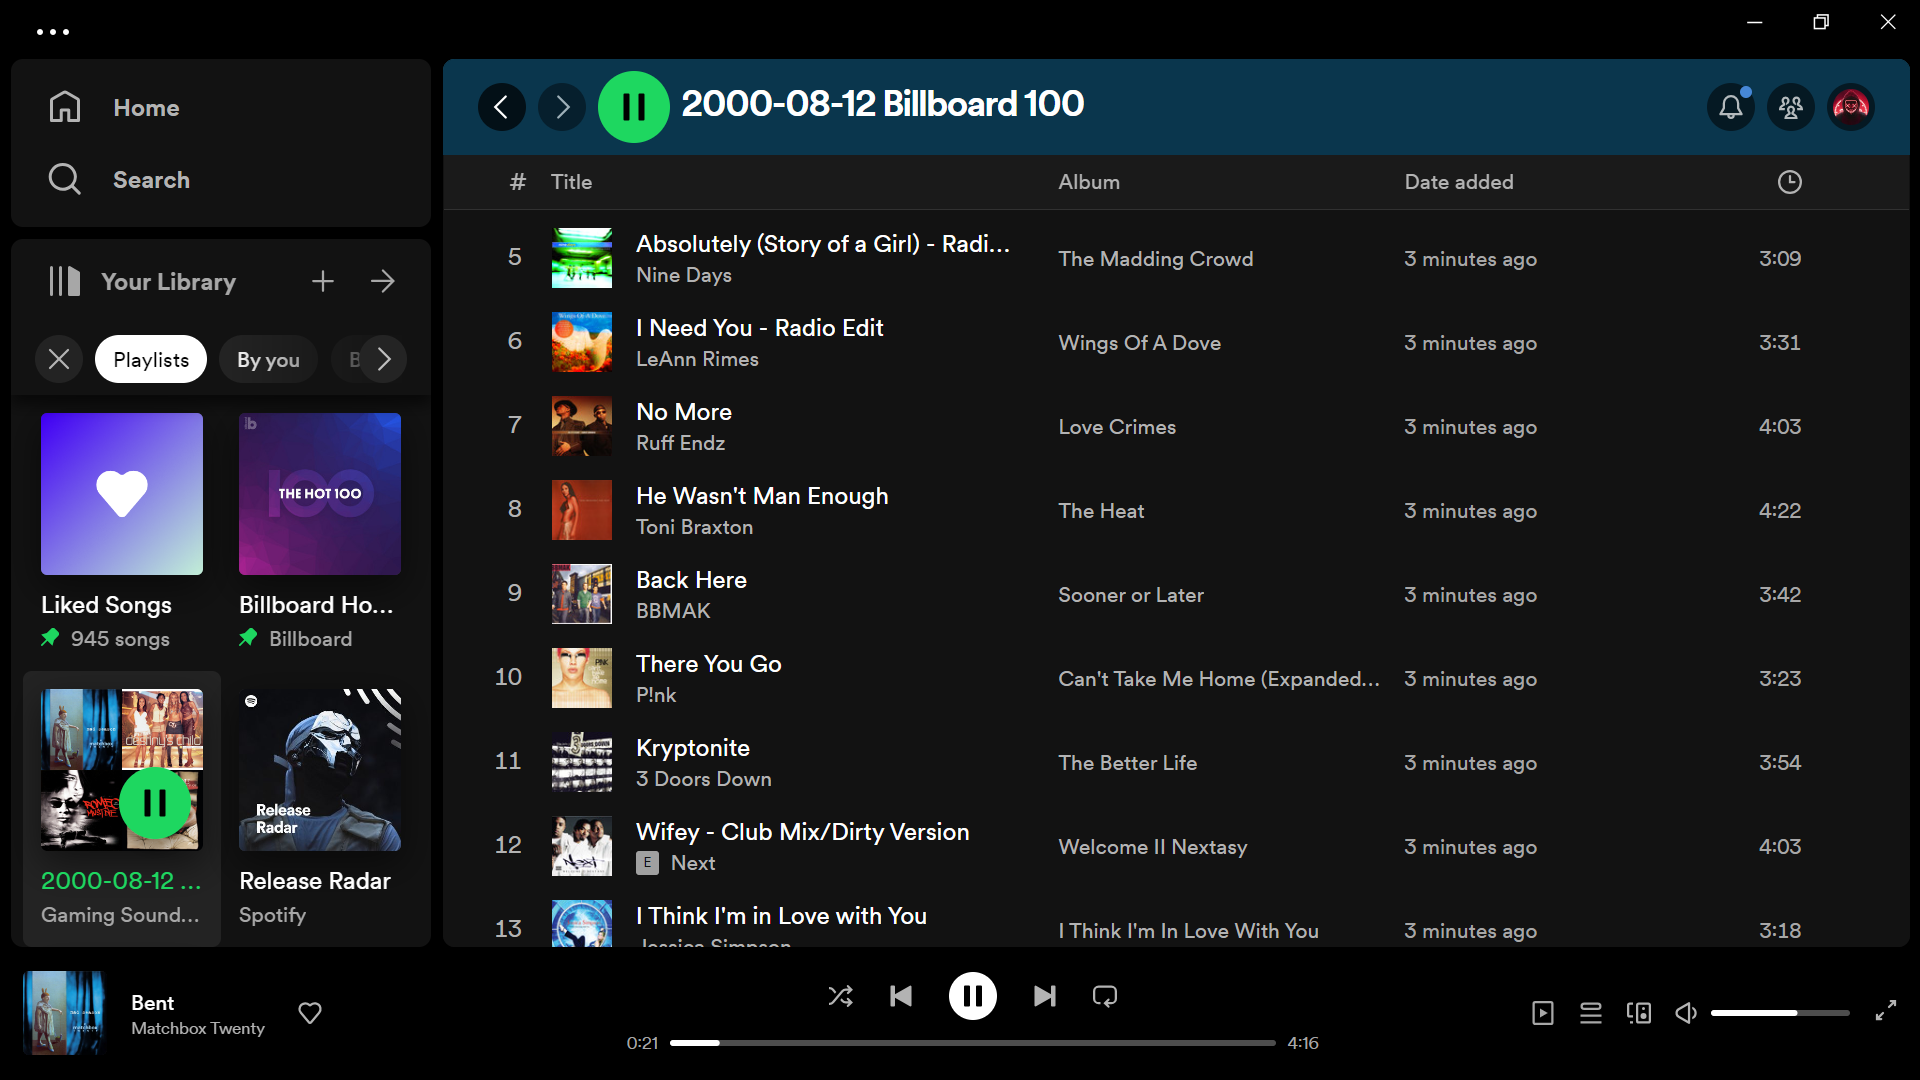 Home
Search
Your Library
Playlists
By you
B
THE HOT 100
Liked Songs
945 songs
Billboard Ho...
Billboard
destiny's child
ROMEO
Release
Radar
2000-08-12 ...
Gaming Sound...
Release Radar
Spotify
2000-08-12 Billboard 100
# Title Album Date added
5 Absolutely (Story of a Girl) - Radi... The Madding Crowd 3 minutes ago 3:09
Nine Days
6 I Need You - Radio Edit Wings Of A Dove 3 minutes ago 3:31
LeAnn Rimes
7 No More Love Crimes 3 minutes ago 4:03
Ruff Endz
8 He Wasn't Man Enough The Heat 3 minutes ago 4:22
Toni Braxton
9 Back Here Sooner or Later 3 minutes ago 3:42
BBMAK
10 There You Go Can't Take Me Home (Expanded... 3 minutes ago 3:23
P!nk
11 Kryptonite The Better Life 3 minutes ago 3:54
3 Doors Down
12 Wifey - Club Mix/Dirty Version Welcome II Nextasy 3 minutes ago 4:03
E Next
13 I Think I'm in Love with You I Think I'm In Love With You 3 minutes ago 3:18
Jessica Simpson
Bent
Matchbox Twenty
0:21
4:16